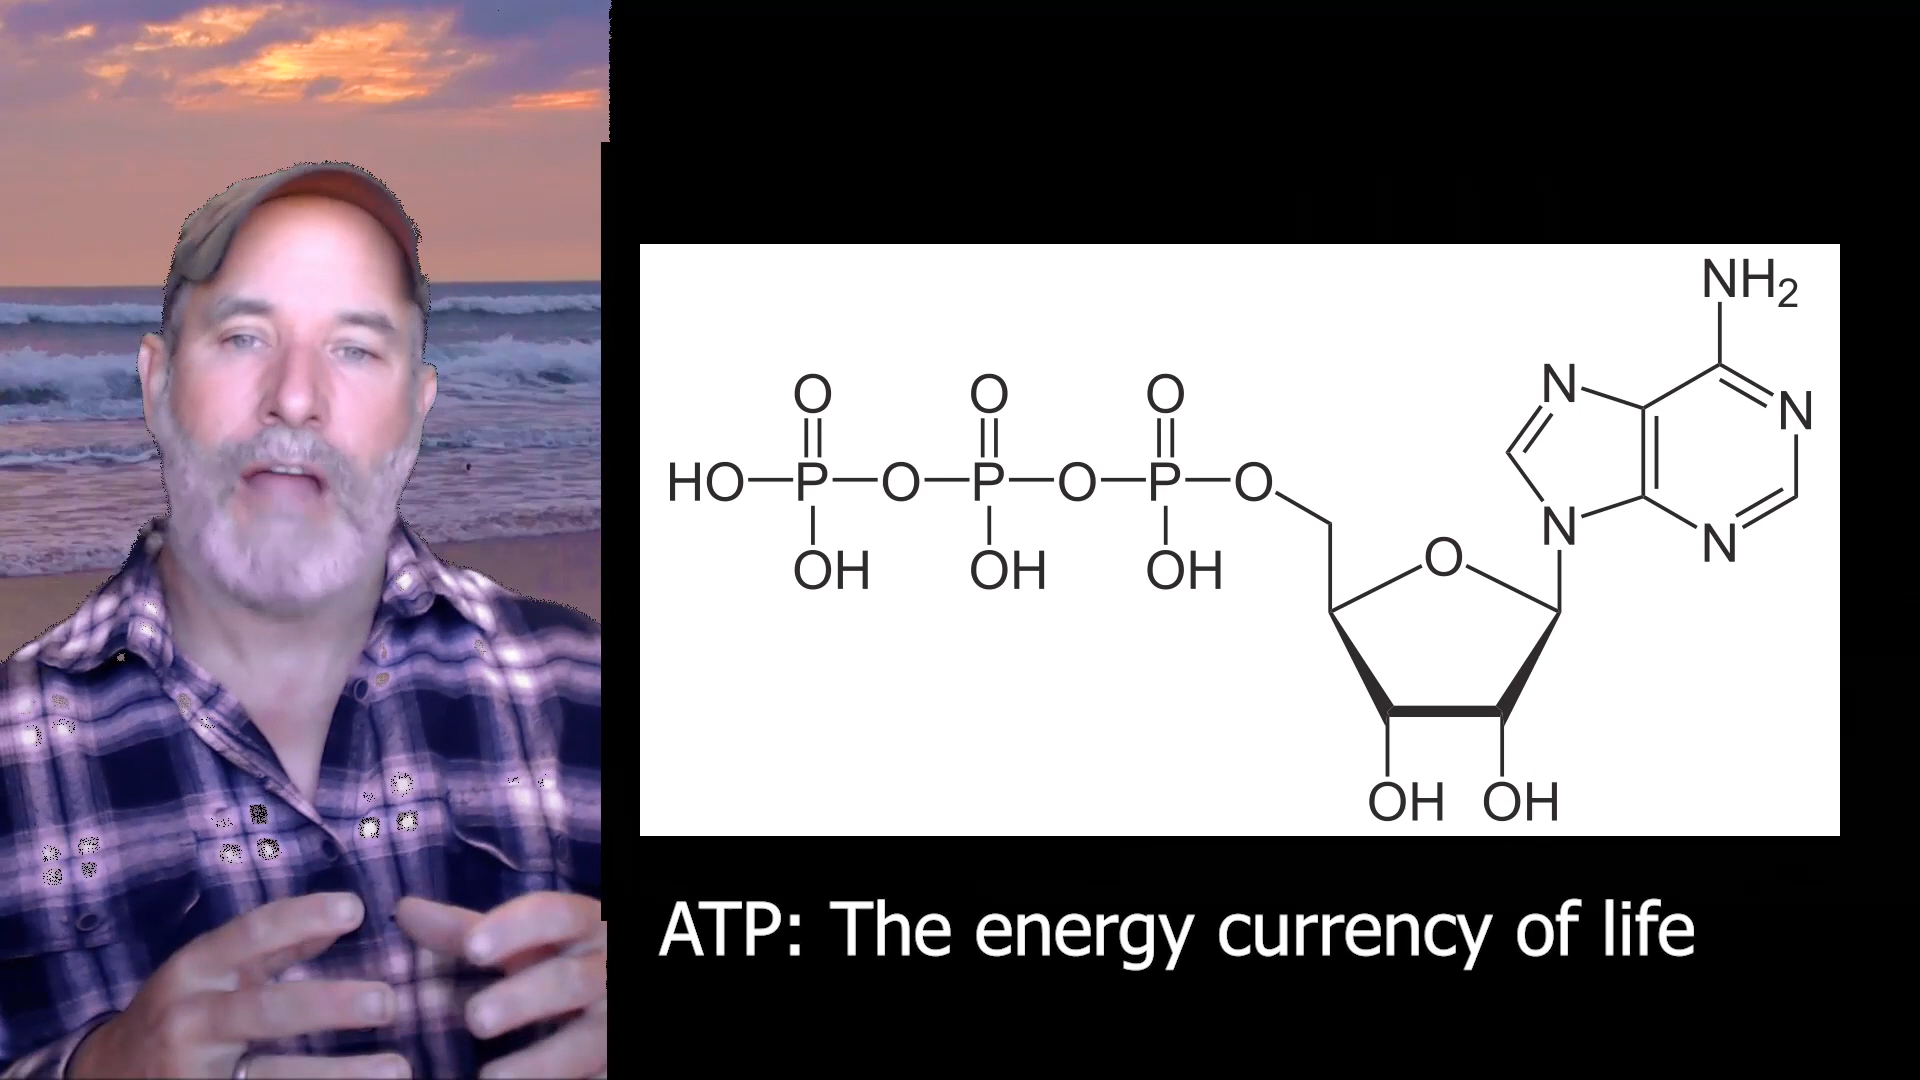 NH2
N
N
O O O
HO P O P O P O
N
N
OH OH OH
O
OH OH
ATP: The energy currency of life